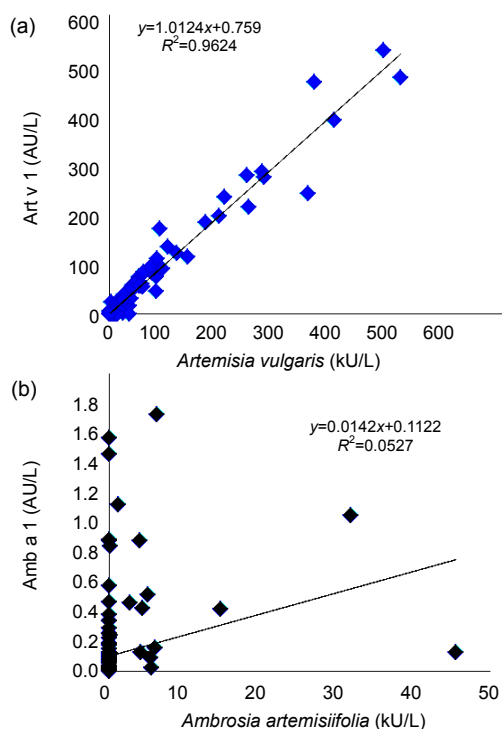 (a)
y=1.0124x+0.759
R²=0.9624
Art v 1 (AU/L)
600
500
400
300
200
100
0
0 100 200 300 400 500 600
Artemisia vulgaris (kU/L)
(b)
y=0.0142x+0.1122
R²=0.0527
Amb a 1 (AU/L)
1.8
1.6
1.4
1.2
1.0
0.8
0.6
0.4
0.2
0.0
0 10 20 30 40 50
Ambrosia artemisiifolia (kU/L)